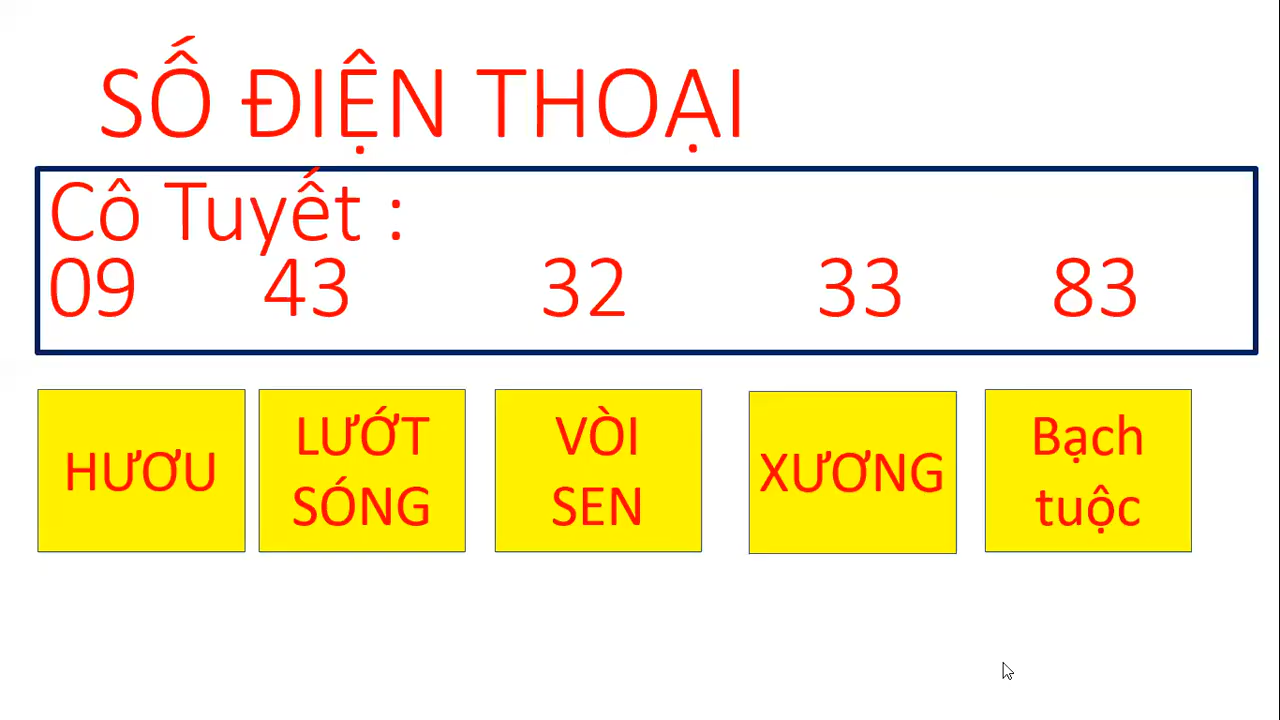 SỐ ĐIỆN THOẠI
Cô Tuyết :
09 43 32 33 83
HƯƠU
LƯỚT
SÓNG
VÒI
SEN
XƯƠNG
Bạch
tuộc